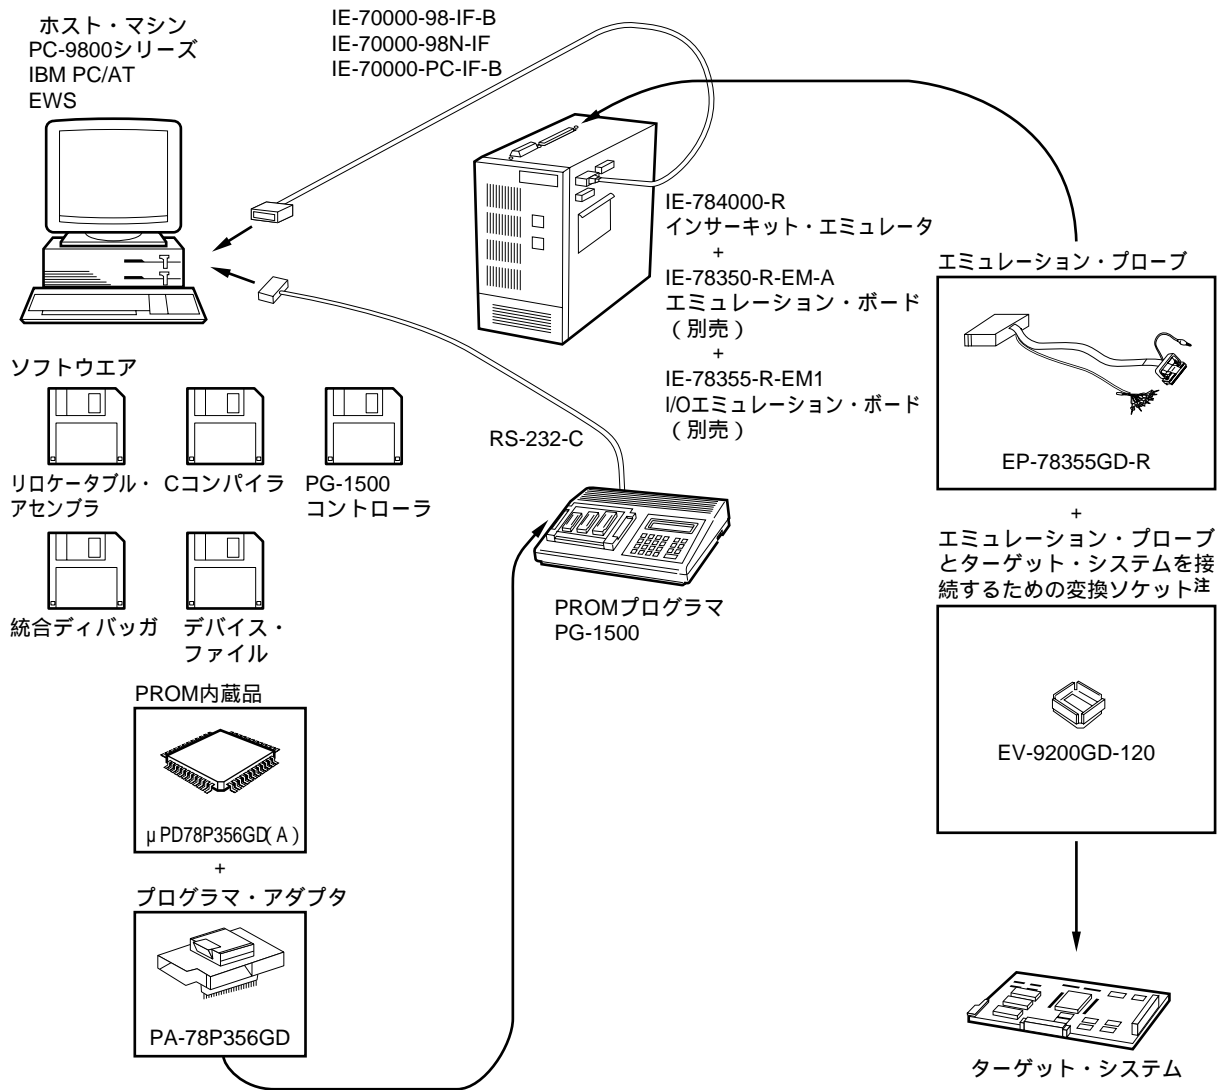 ホスト・マシン
PC-9800シリーズ
IBM PC/AT
EWS
IE-70000-98-IF-B
IE-70000-98N-IF
IE-70000-PC-IF-B
IE-784000-R
インサーキット・エミュレータ
+
IE-78350-R-EM-A
エミュレーション・ボード
（別売）
+
IE-78355-R-EM1
I/Oエミュレーション・ボード
（別売）
エミュレーション・プローブ
EP-78355GD-R
+
エミュレーション・プローブ
とターゲット・システムを接
続するための変換ソケット注
EV-9200GD-120
ターゲット・システム
ソフトウエア
リロケータブル・
アセンブラ
Cコンパイラ
PG-1500
コントローラ
統合ディバッガ
デバイス・
ファイル
RS-232-C
PROMプログラマ
PG-1500
PROM内蔵品
μPD78P356GD(A)
+
プログラマ・アダプタ
PA-78P356GD